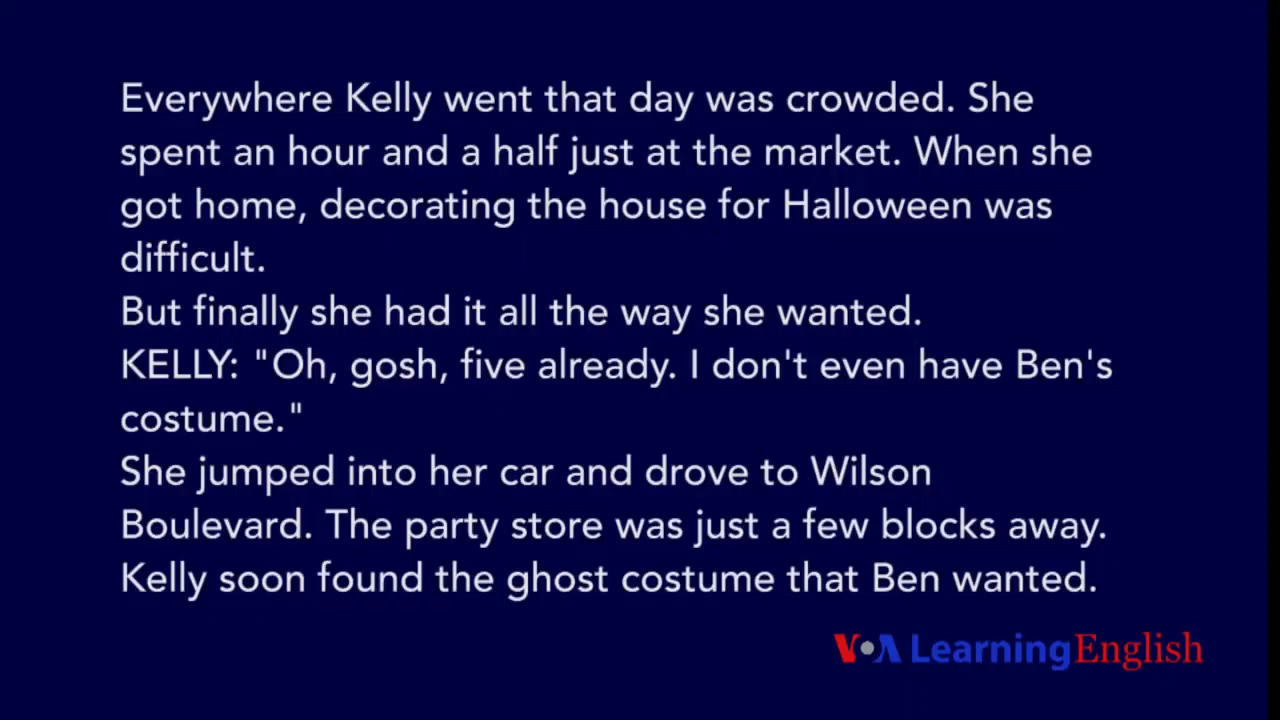 Everywhere Kelly went that day was crowded. She
spent an hour and a half just at the market. When she
got home, decorating the house for Halloween was
difficult.
But finally she had it all the way she wanted.
KELLY: "Oh, gosh, five already. I don't even have Ben's
costume."
She jumped into her car and drove to Wilson
Boulevard. The party store was just a few blocks away.
Kelly soon found the ghost costume that Ben wanted.
VOA Learning English